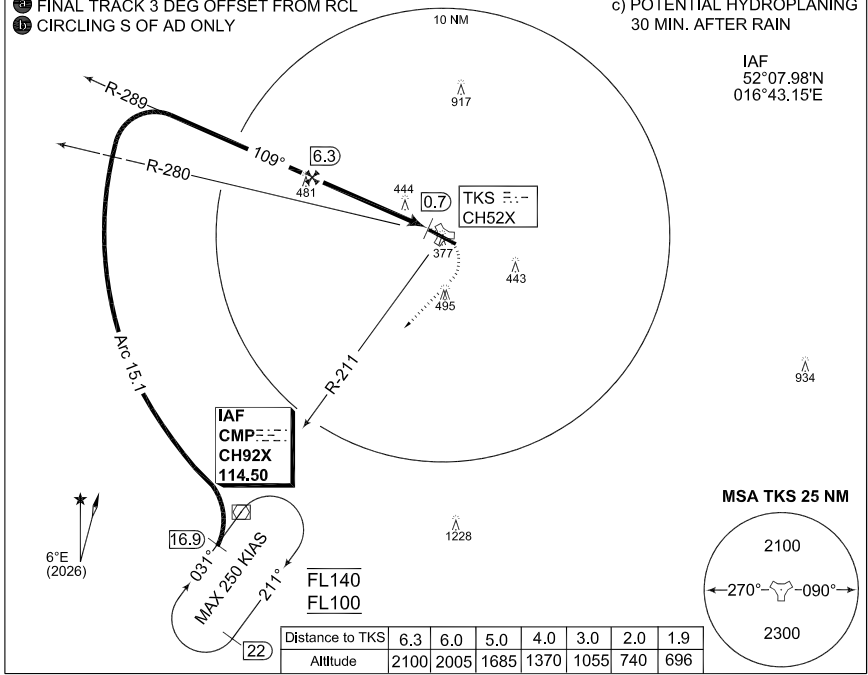 a FINAL TRACK 3 DEG OFFSET FROM RCL
b CIRCLING S OF AD ONLY
c) POTENTIAL HYDROPLANING
30 MIN. AFTER RAIN
10 NM
IAF
52°07.98'N
016°43.15'E
917
R-289
109°
6.3
481
R-280
444
0.7
TKS
CH52X
377
443
495
R-211
Arc 15.1
934
IAF
CMP
CH92X
114.50
1228
16.9
6°E
(2026)
031°
MAX 250 KIAS
211°
22
FL140
FL100
MSA TKS 25 NM
2100
270° 090°
2300
Distance to TKS 6.3 6.0 5.0 4.0 3.0 2.0 1.9
Altitude 2100 2005 1685 1370 1055 740 696